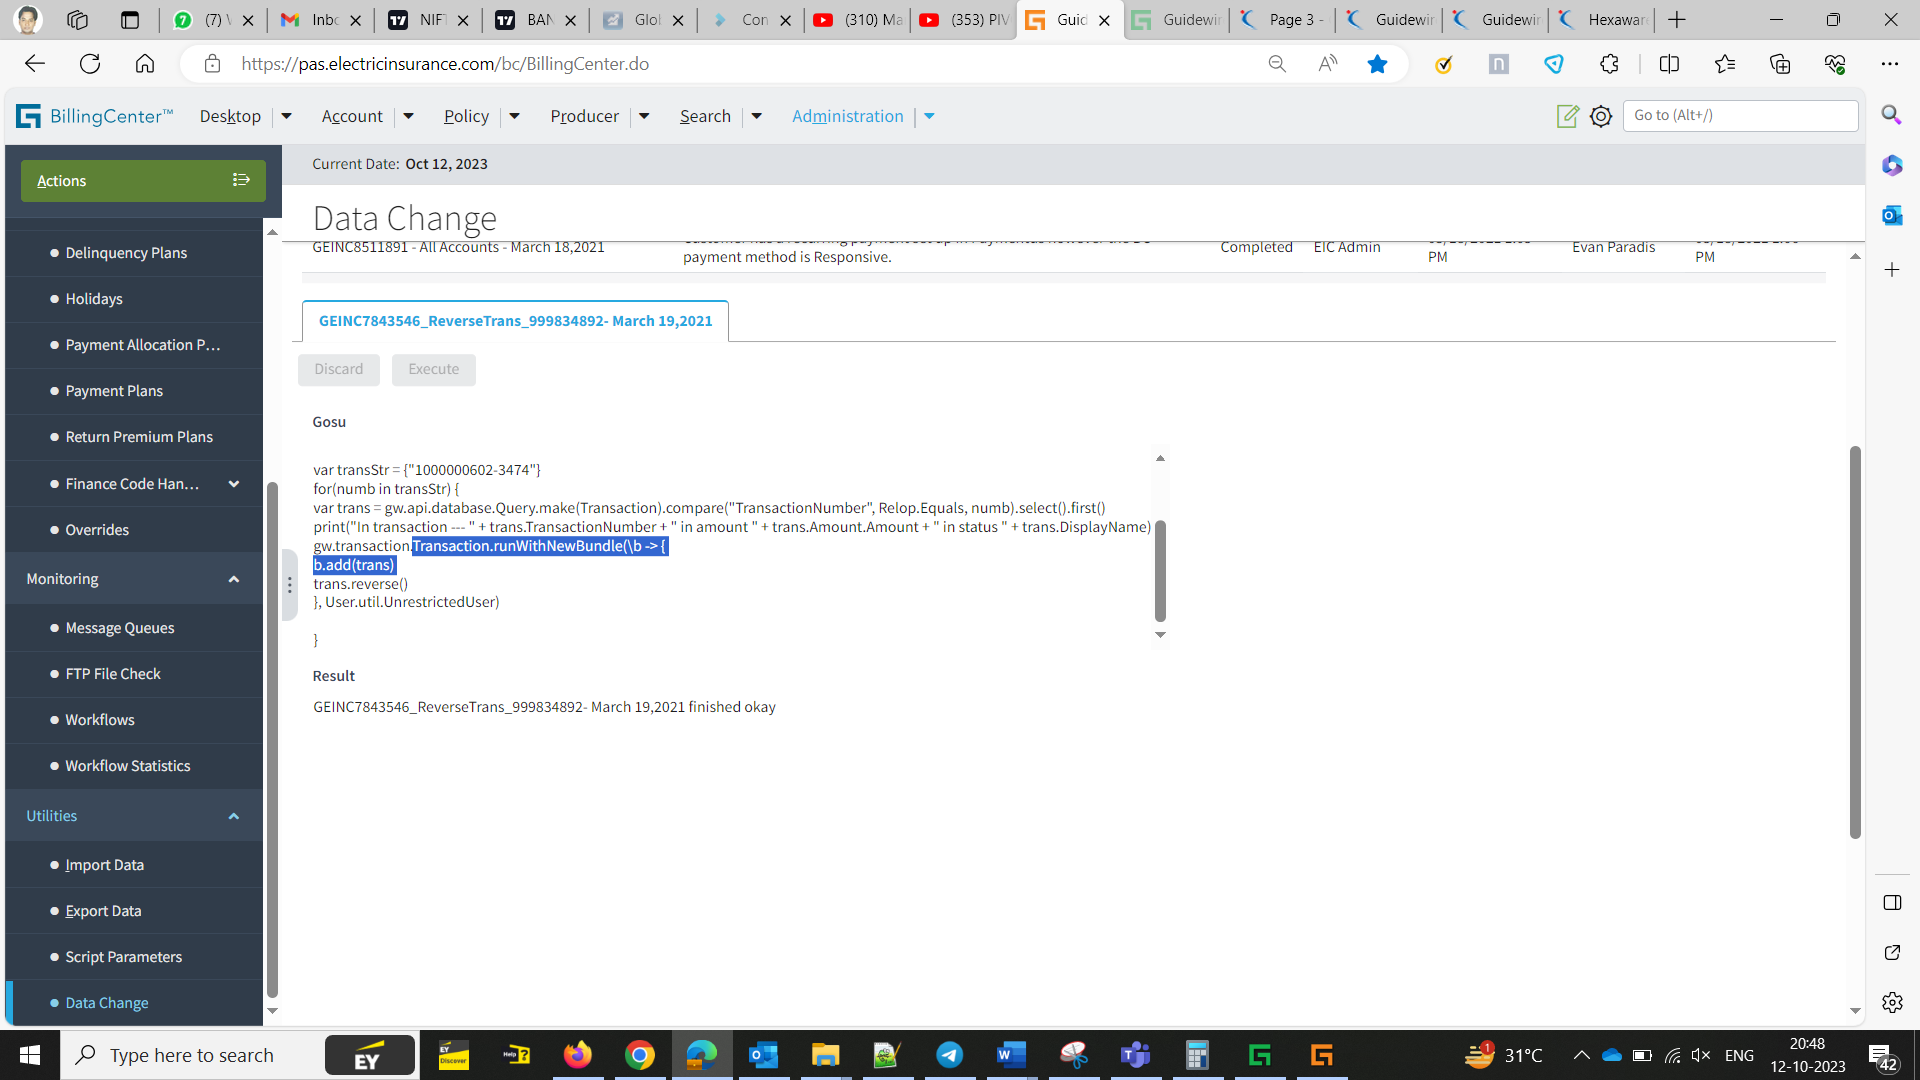 (7) W
Inbo
NIFT
BAN
Glob
Con
(310) Ma
(353) PIV
Guid
Guidewir
Page 3 -
Guidewir
Guidewir
Hexaware
https://pas.electricinsurance.com/bc/BillingCenter.do
BillingCenter™
Desktop
Account
Policy
Producer
Search
Administration
Go to (Alt+/)
Actions
Current Date: Oct 12, 2023
Data Change
GEINC8511891 - All Accounts - March 18,2021
payment method is Responsive.
Completed
EIC Admin
PM
Evan Paradis
PM
Delinquency Plans
Holidays
Payment Allocation P...
Payment Plans
Return Premium Plans
Finance Code Han...
Overrides
Monitoring
Message Queues
FTP File Check
Workflows
Workflow Statistics
Utilities
Import Data
Export Data
Script Parameters
Data Change
GEINC7843546_ReverseTrans_999834892- March 19,2021
Discard
Execute
Gosu
var transStr = {"1000000602-3474"}
for(numb in transStr) {
var trans = gw.api.database.Query.make(Transaction).compare("TransactionNumber", Relop.Equals, numb).select().first()
print("In transaction --- " + trans.TransactionNumber + " in amount " + trans.Amount.Amount + " in status " + trans.DisplayName)
gw.transaction.Transaction.runWithNewBundle(\b -> {
b.add(trans)
trans.reverse()
}, User.util.UnrestrictedUser)
}
Result
GEINC7843546_ReverseTrans_999834892- March 19,2021 finished okay
Type here to search
EY
EY
Discover
Help ?
1
31°C
ENG
20:48
12-10-2023
42